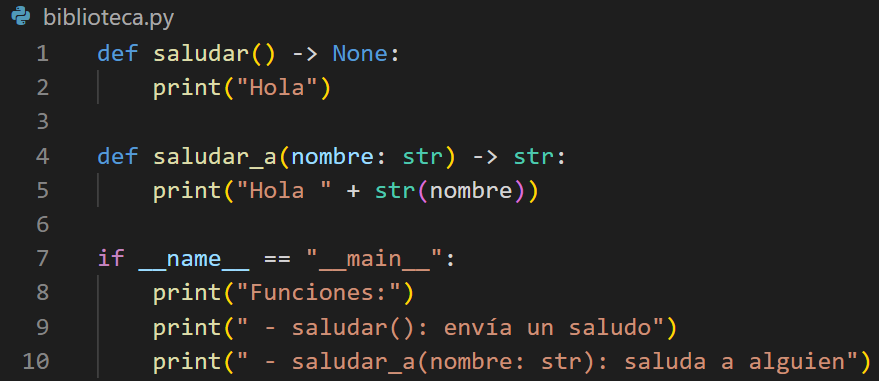 biblioteca.py
1 def saludar() -> None:
2     print("Hola")
3
4 def saludar_a(nombre: str) -> str:
5     print("Hola " + str(nombre))
6
7 if __name__ == "__main__":
8     print("Funciones:")
9     print(" - saludar(): envía un saludo")
10     print(" - saludar_a(nombre: str): saluda a alguien")